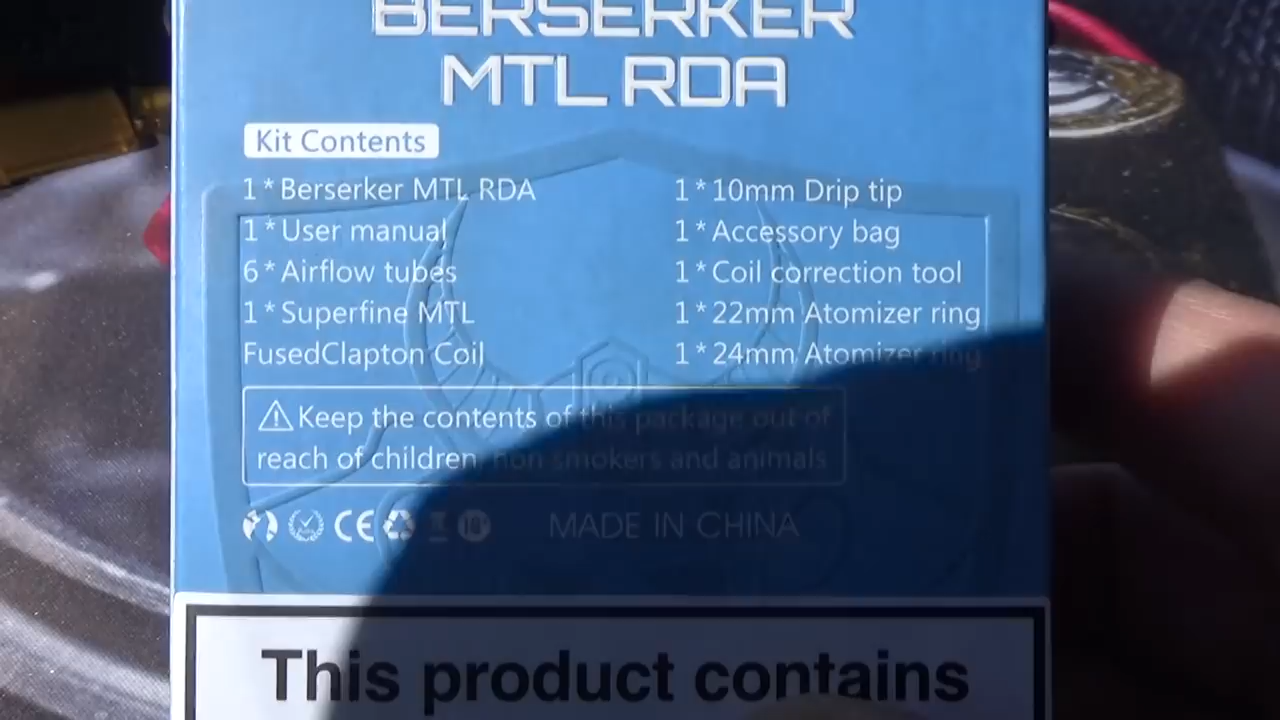 BERSERKER
MTL RDA
Kit Contents
1*Berserker MTL RDA
1*User manual
6*Airflow tubes
1*Superfine MTL
FusedClapton Coil
1*10mm Drip tip
1*Accessory bag
1*Coil correction tool
1*22mm Atomizer ring
1*24mm Atomizer ring
Keep the contents of this package out of
reach of children, non-smokers and animals
CE 18+ MADE IN CHINA
This product contains